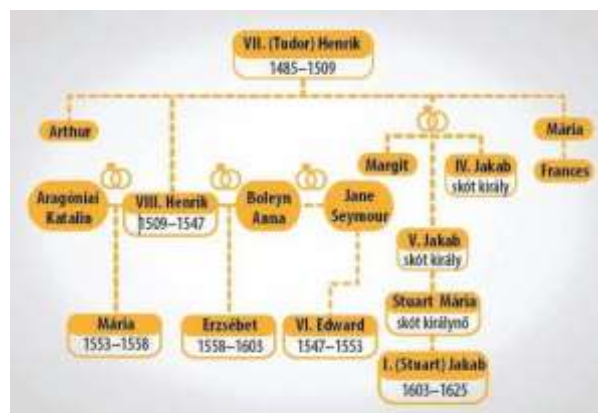 VII. (Tudor) Henrik
1485–1509
Arthur
Mária
Margit
IV. Jakab
skót király
Frances
Aragóniai
Katalin
VIII. Henrik
1509–1547
Boleyn
Anna
Jane
Seymour
V. Jakab
skót király
Stuart Mária
skót királynő
Mária
1553–1558
Erzsébet
1558–1603
VI. Edward
1547–1553
I. (Stuart) Jakab
1603–1625